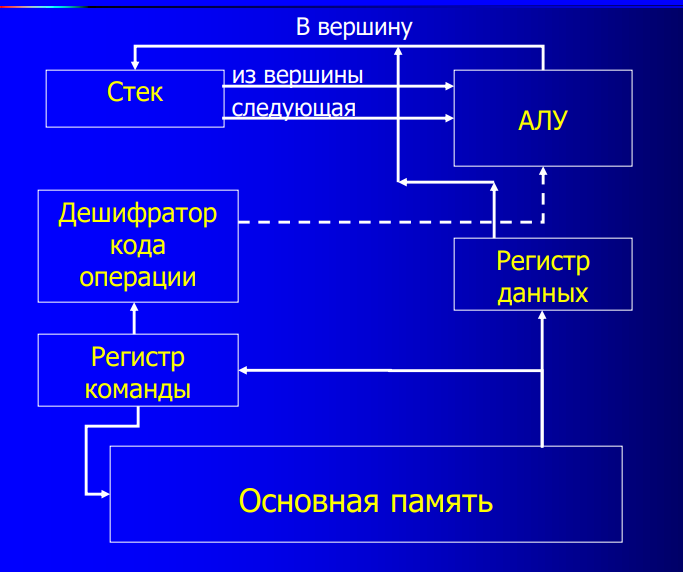 В вершину
Стек
из вершины
следующая
АЛУ
Дешифратор
кода
операции
Регистр
данных
Регистр
команды
Основная память